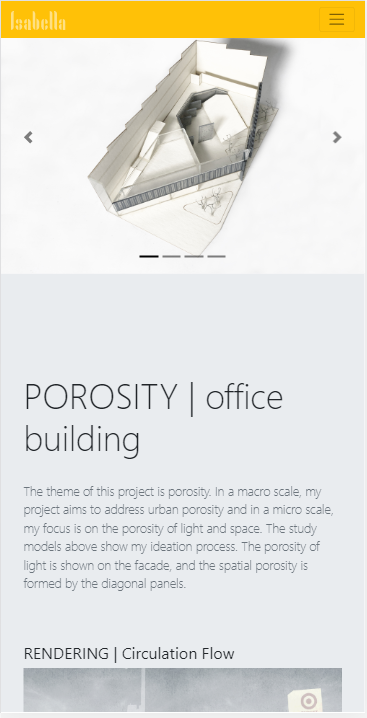 Isabella
POROSITY | office
building
The theme of this project is porosity. In a macro scale, my
project aims to address urban porosity and in a micro scale,
my focus is on the porosity of light and space. The study
models above show my ideation process. The porosity of
light is shown on the facade, and the spatial porosity is
formed by the diagonal panels.
RENDERING | Circulation Flow